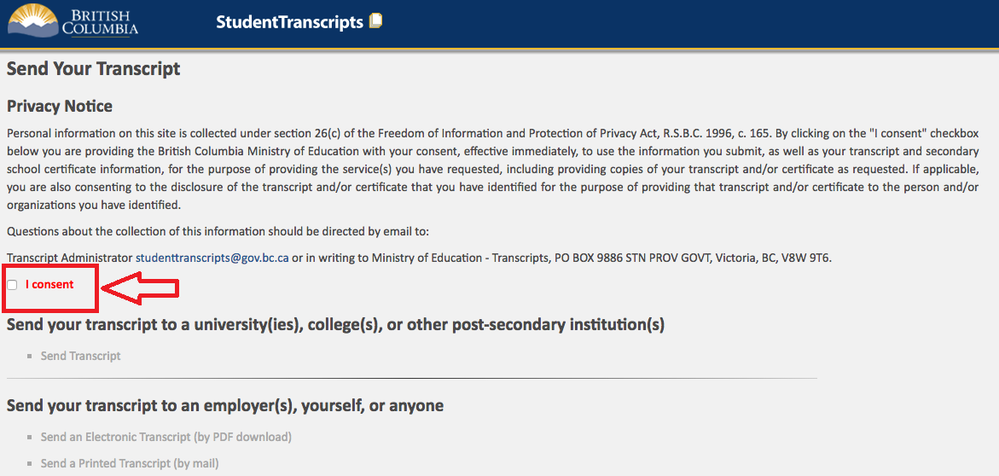 BRITISH
COLUMBIA
StudentTranscripts
Send Your Transcript
Privacy Notice
Personal information on this site is collected under section 26(c) of the Freedom of Information and Protection of Privacy Act, R.S.B.C. 1996, c. 165. By clicking on the "I consent" checkbox
below you are providing the British Columbia Ministry of Education with your consent, effective immediately, to use the information you submit, as well as your transcript and secondary
school certificate information, for the purpose of providing the service(s) you have requested, including providing copies of your transcript and/or certificate as requested. If applicable,
you are also consenting to the disclosure of the transcript and/or certificate that you have identified for the purpose of providing that transcript and/or certificate to the person and/or
organizations you have identified.
Questions about the collection of this information should be directed by email to:
Transcript Administrator studenttranscripts@gov.bc.ca or in writing to Ministry of Education - Transcripts, PO BOX 9886 STN PROV GOVT, Victoria, BC, V8W 9T6.
I consent
Send your transcript to a university(ies), college(s), or other post-secondary institution(s)
Send Transcript
Send your transcript to an employer(s), yourself, or anyone
Send an Electronic Transcript (by PDF download)
Send a Printed Transcript (by mail)